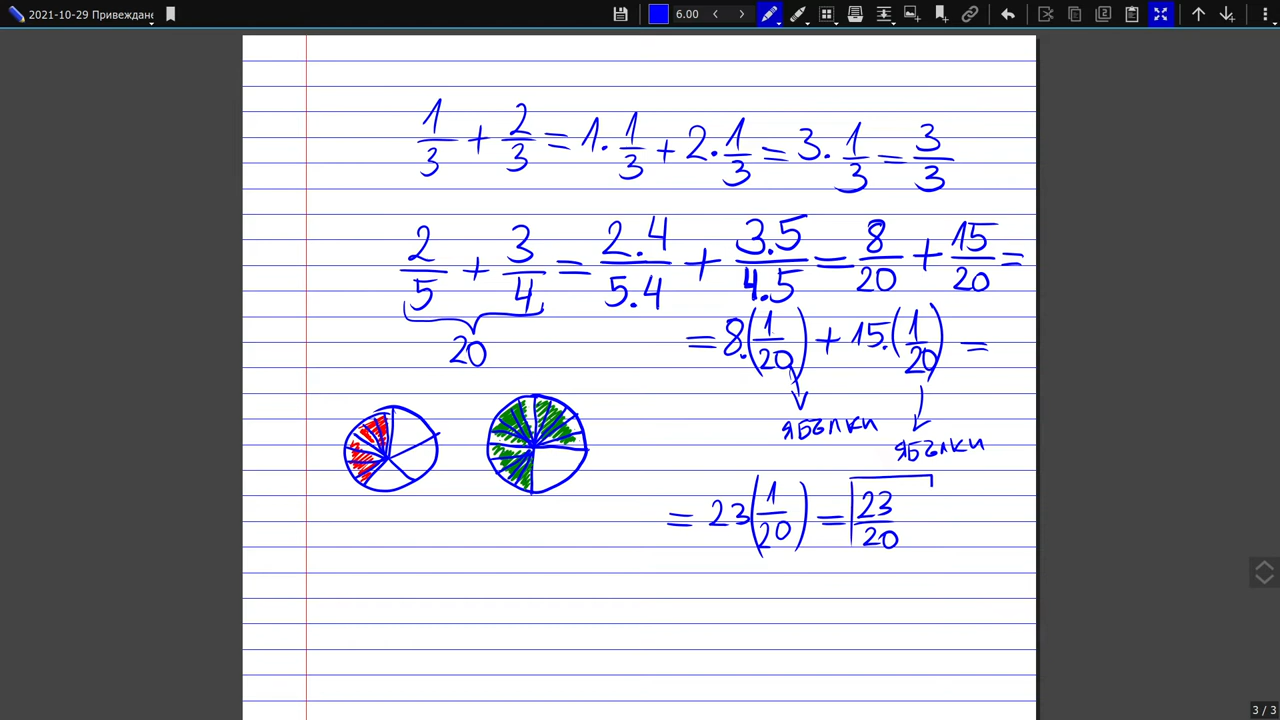 2021-10-29 Привеждане
6.00
1/3 + 2/3 = 1.1/3 + 2.1/3 = 3.1/3 = 3/3
2/5 + 3/4 = 2.4/5.4 + 3.5/4.5 = 8/20 + 15/20 =
20
= 8.(1/20) + 15.(1/20) =
ЯБЪЛКИ
ЯБЪЛКИ
= 23(1/20) = 23/20
3 / 3